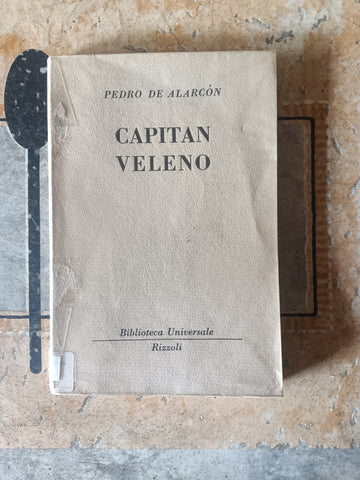 PEDRO DE ALARCÓN
CAPITAN
VELENO
Biblioteca Universale
Rizzoli